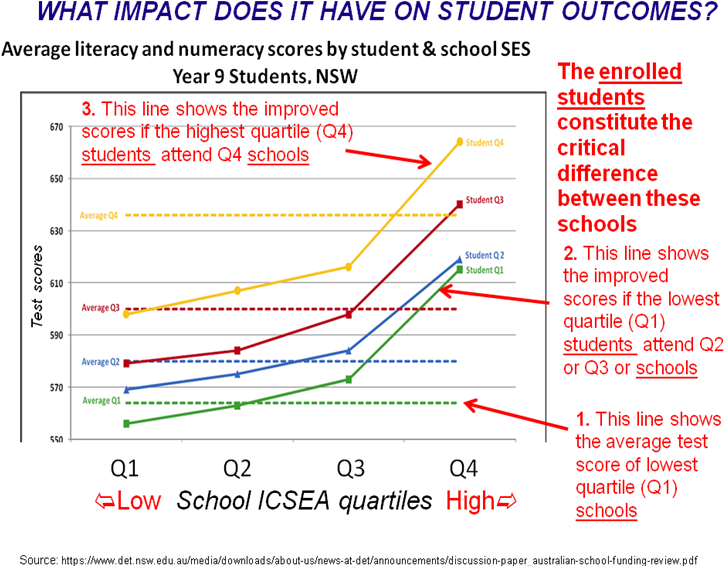 WHAT IMPACT DOES IT HAVE ON STUDENT OUTCOMES?
Average literacy and numeracy scores by student & school SES
Year 9 Students, NSW
3. This line shows the improved
scores if the highest quartile (Q4)
students attend Q4 schools
The enrolled
students
constitute the
critical
difference
between these
schools
2. This line shows
the improved
scores if the lowest
quartile (Q1)
students attend Q2
or Q3 or schools
1. This line shows
the average test
score of lowest
quartile (Q1)
schools
Test scores
670
650
630
610
590
570
550
Student Q4
Student Q3
Student Q 2
Student Q1
Average Q4
Average Q3
Average Q2
Average Q1
Q1 Q2 Q3 Q4
⇦Low School ICSEA quartiles High⇨
Source: https://www.det.nsw.edu.au/media/downloads/about-us/news-at-det/announcements/discussion-paper_australian-school-funding-review.pdf